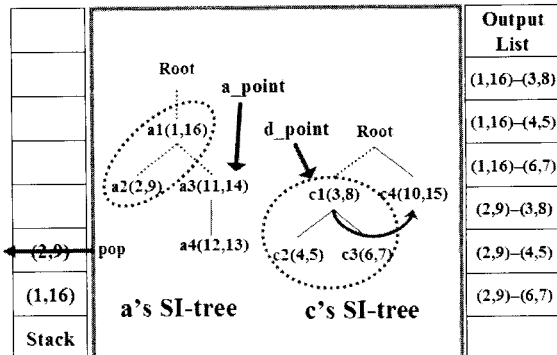 (2,9)
(1,16)
Stack
pop
Root
a_point
a1(1,16)
a2(2,9) a3(11,14)
a4(12,13)
a's SI-tree
d_point
Root
c1(3,8) c4(10,15)
c2(4,5) c3(6,7)
c's SI-tree
Output
List
(1,16)–(3,8)
(1,16)–(4,5)
(1,16)–(6,7)
(2,9)–(3,8)
(2,9)–(4,5)
(2,9)–(6,7)